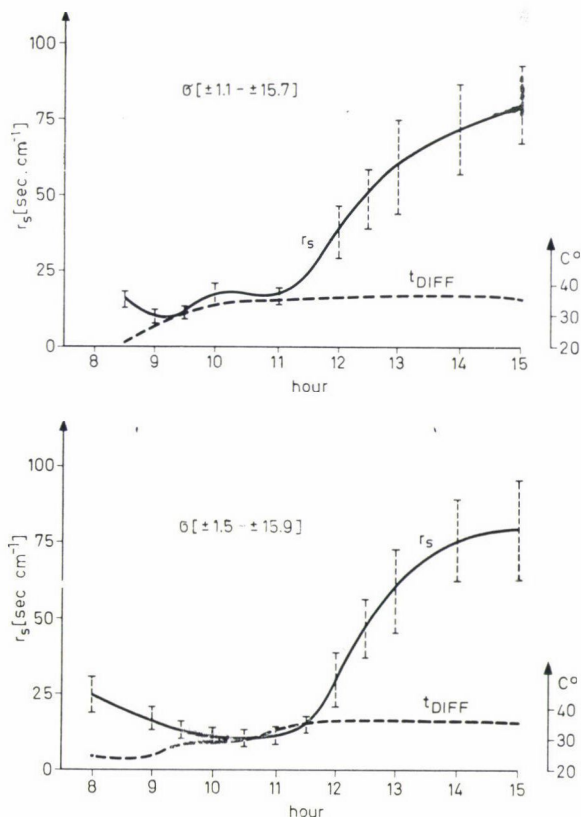 100
75
50
25
0
r_s [sec. cm⁻¹]
σ [±1.1 - ±15.7]
r_s
t_DIFF
C°
40
30
20
8 9 10 11 12 13 14 15
hour
100
75
50
25
0
r_s [sec cm⁻¹]
σ [±1.5 - ±15.9]
r_s
t_DIFF
C°
40
30
20
8 9 10 11 12 13 14 15
hour